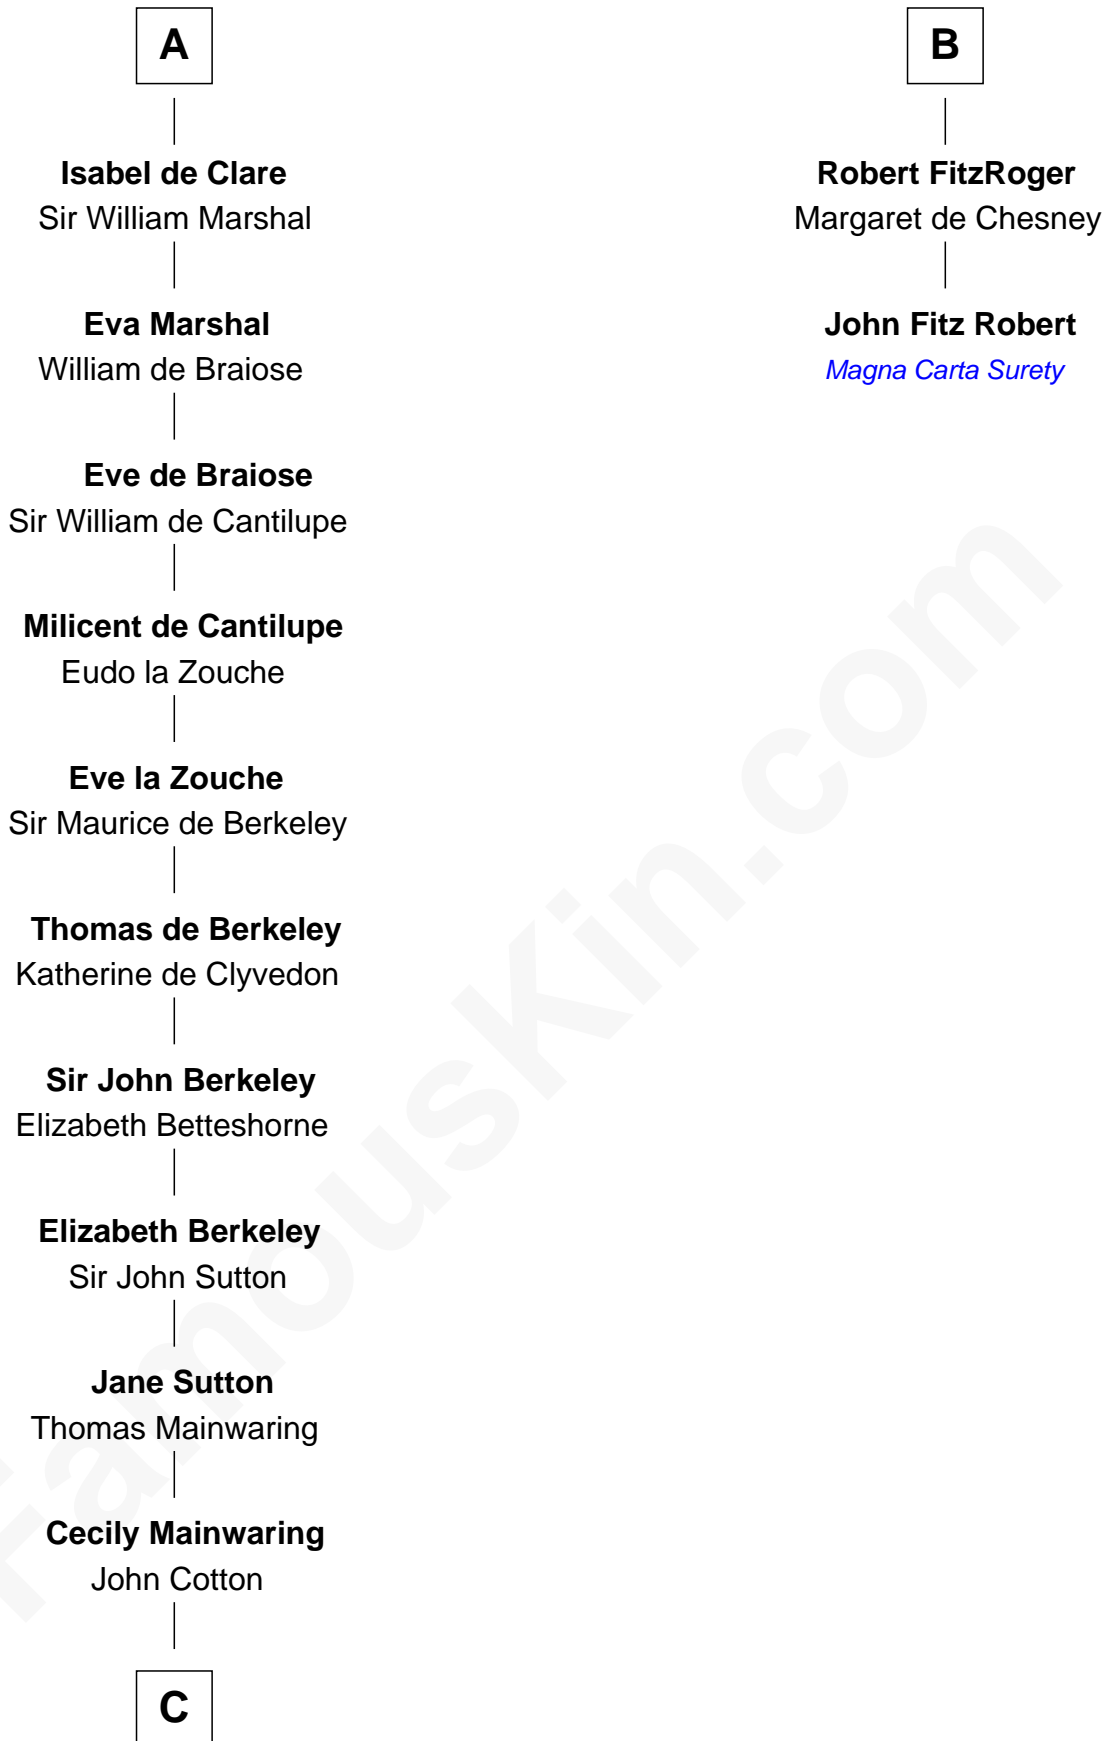 A
Isabel de Clare
Sir William Marshal
Eva Marshal
William de Braiose
Eve de Braiose
Sir William de Cantilupe
Milicent de Cantilupe
Eudo la Zouche
Eve la Zouche
Sir Maurice de Berkeley
Thomas de Berkeley
Katherine de Clyvedon
Sir John Berkeley
Elizabeth Betteshorne
Elizabeth Berkeley
Sir John Sutton
Jane Sutton
Thomas Mainwaring
Cecily Mainwaring
John Cotton
C
B
Robert FitzRoger
Margaret de Chesney
John Fitz Robert
Magna Carta Surety
FamousKin.com